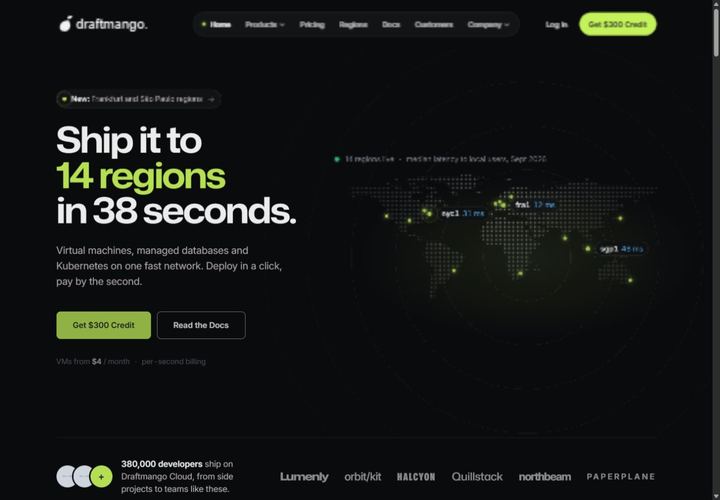 draftmango.
Home Products Pricing Regions Docs Customers Company
Log In
Get $300 Credit
New: Frankfurt and São Paulo regions →
Ship it to
14 regions
in 38 seconds.
14 regions live · median latency to local users, Sept 2026
nyc1 31 ms
fra1 12 ms
sgp1 48 ms
Virtual machines, managed databases and
Kubernetes on one fast network. Deploy in a click,
pay by the second.
Get $300 Credit
Read the Docs
VMs from $4 / month · per-second billing
+
380,000 developers ship on
Draftmango Cloud, from side
projects to teams like these.
Lumenly orbit/kit HALCYON Quillstack northbeam PAPERPLANE